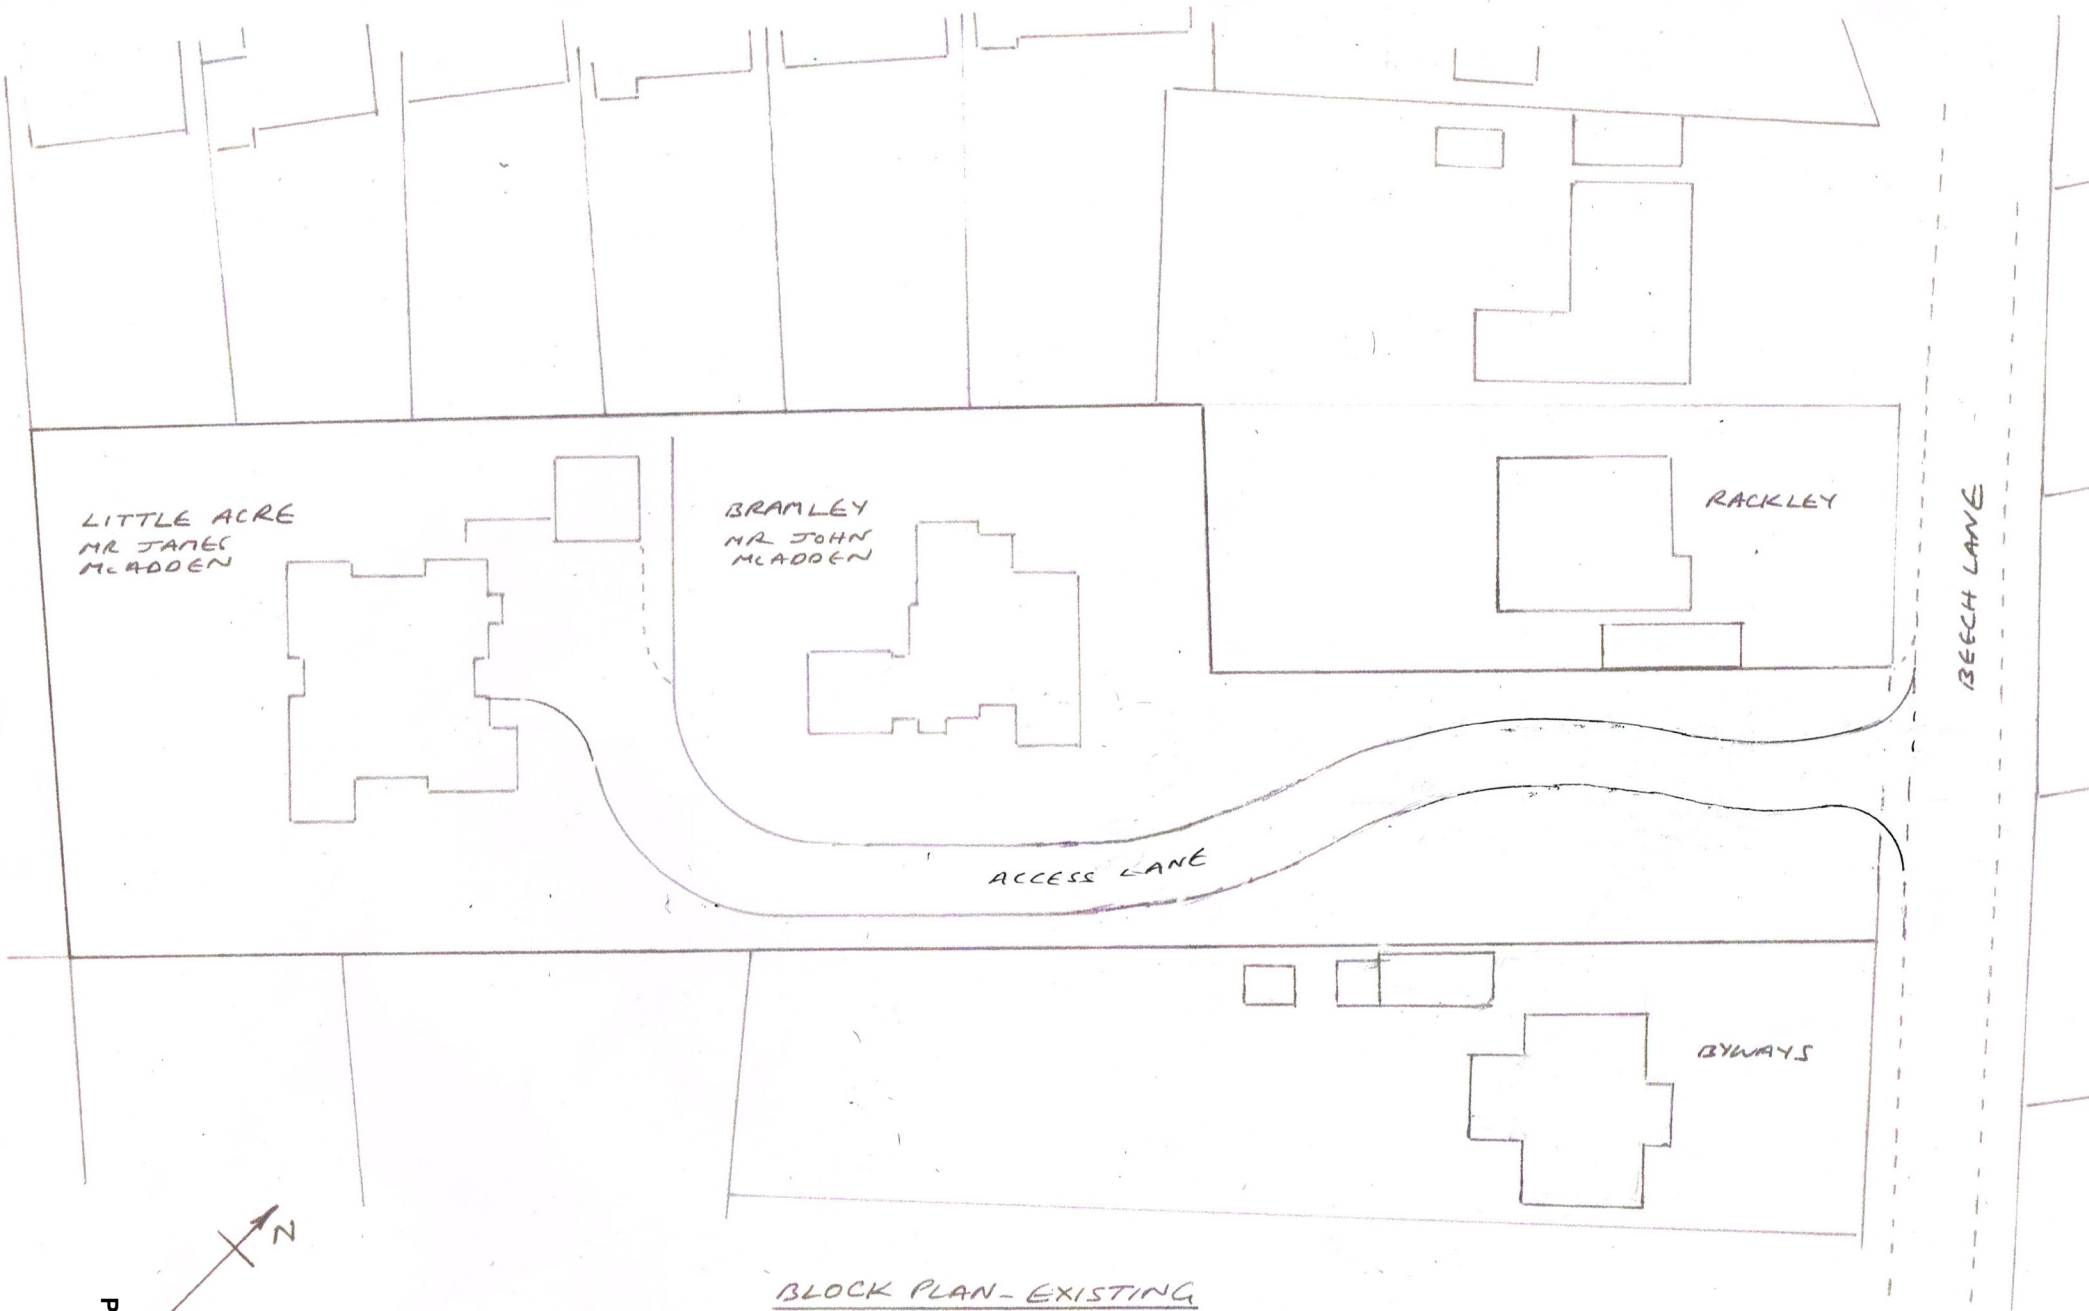 LITTLE ACRE
MR JAMES
McADDEN
BRAMLEY
MR JOHN
McADDEN
RACKLEY
BEECH LANE
ACCESS LANE
BYWAYS
N
P
BLOCK PLAN - EXISTING